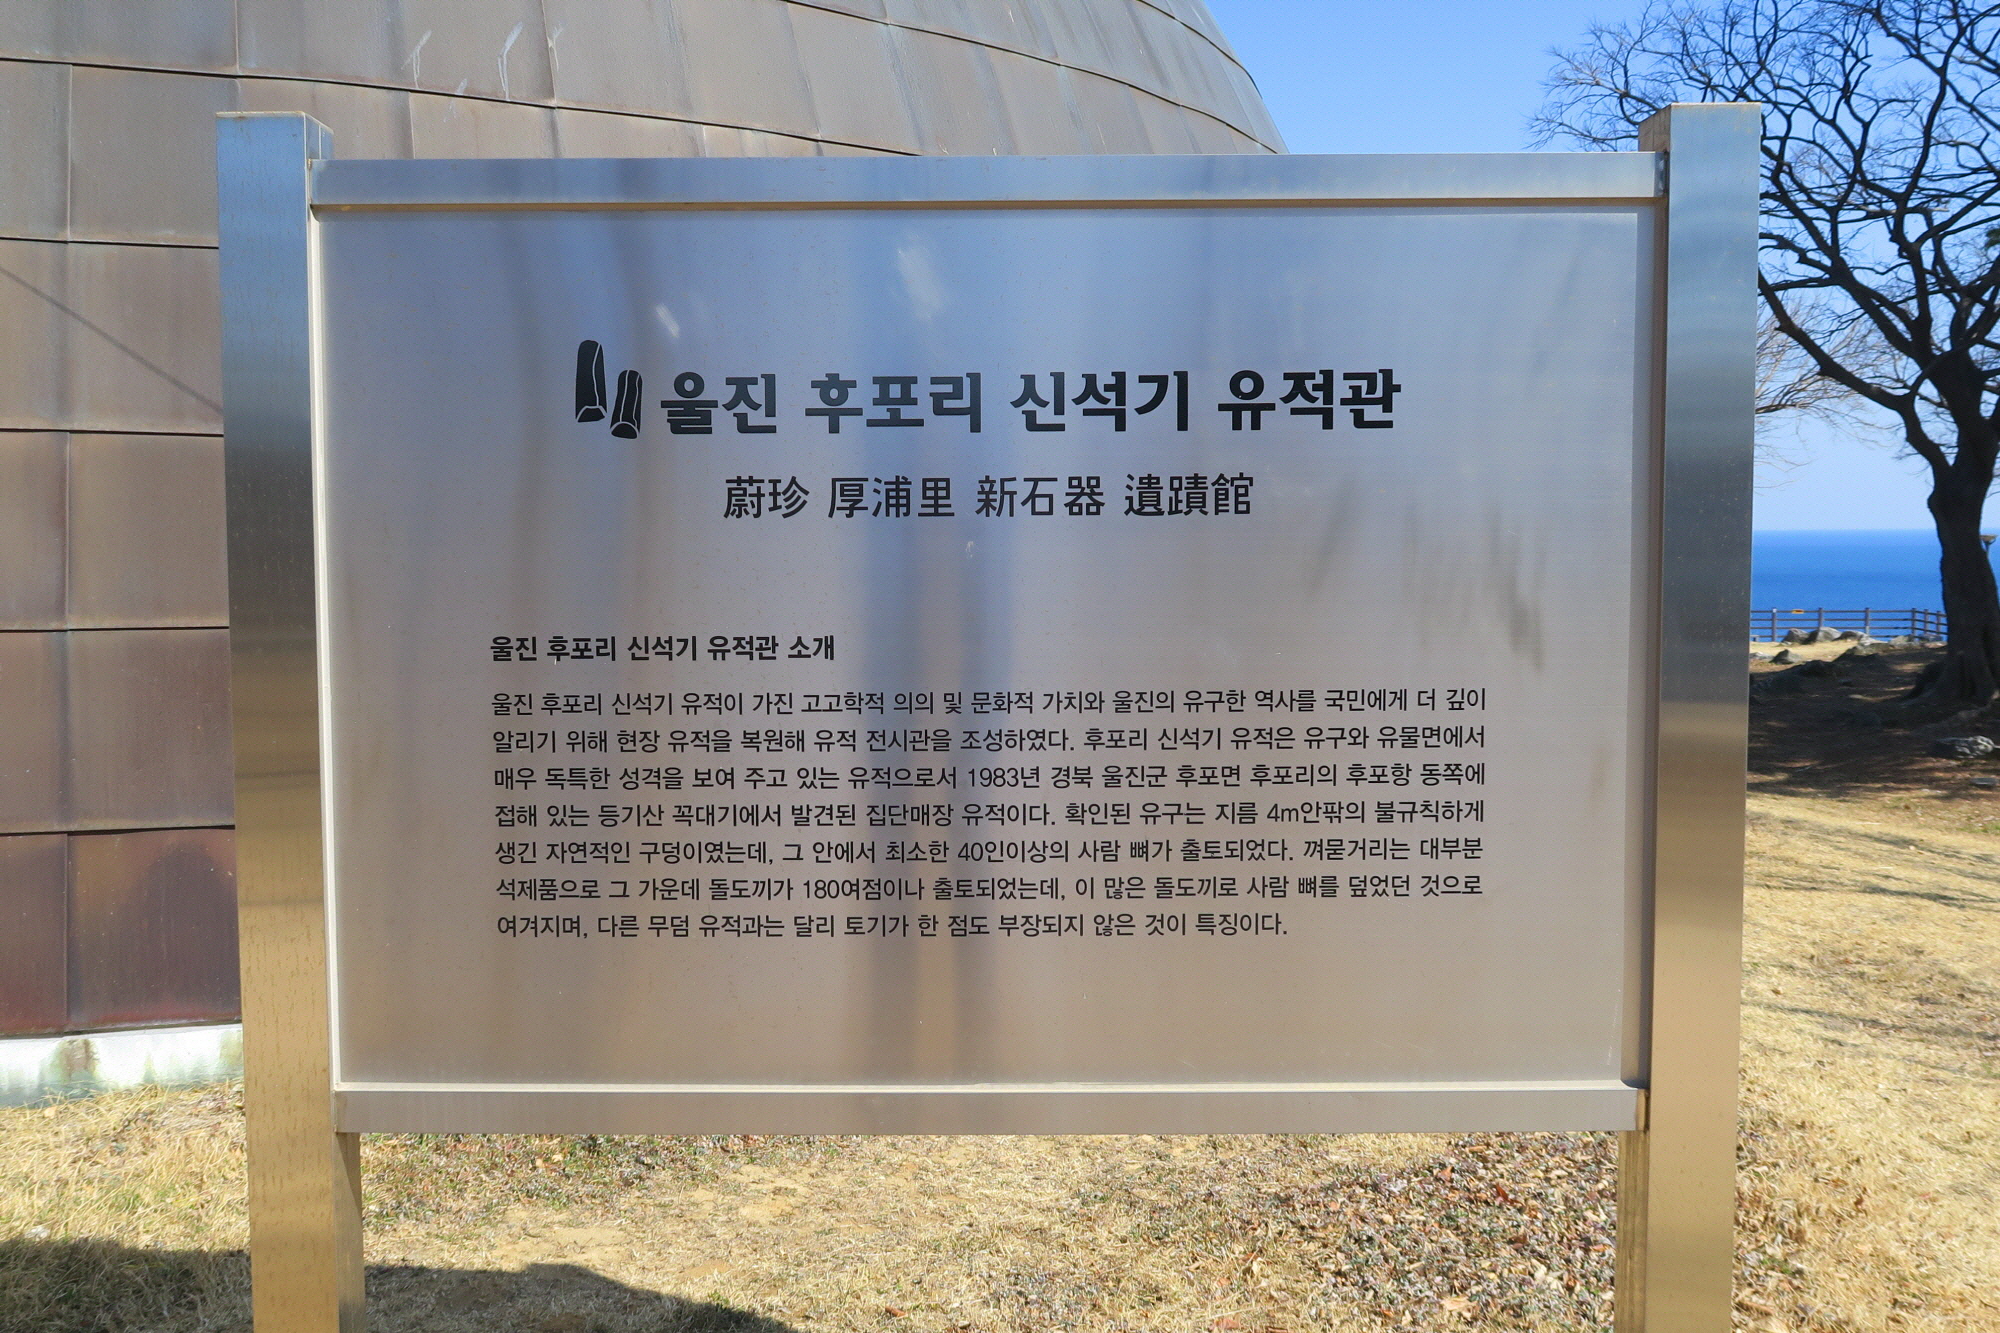 울진 후포리 신석기 유적관
蔚珍 厚浦里 新石器 遺蹟館
울진 후포리 신석기 유적관 소개
울진 후포리 신석기 유적이 가진 고고학적 의의 및 문화적 가치와 울진의 유구한 역사를 국민에게 더 깊이
알리기 위해 현장 유적을 복원해 유적 전시관을 조성하였다. 후포리 신석기 유적은 유구와 유물면에서
매우 독특한 성격을 보여 주고 있는 유적으로서 1983년 경북 울진군 후포면 후포리의 후포항 동쪽에
접해 있는 등기산 꼭대기에서 발견된 집단매장 유적이다. 확인된 유구는 지름 4m안팎의 불규칙하게
생긴 자연적인 구덩이였는데, 그 안에서 최소한 40인이상의 사람 뼈가 출토되었다. 껴묻거리는 대부분
석제품으로 그 가운데 돌도끼가 180여점이나 출토되었는데, 이 많은 돌도끼로 사람 뼈를 덮었던 것으로
여겨지며, 다른 무덤 유적과는 달리 토기가 한 점도 부장되지 않은 것이 특징이다.